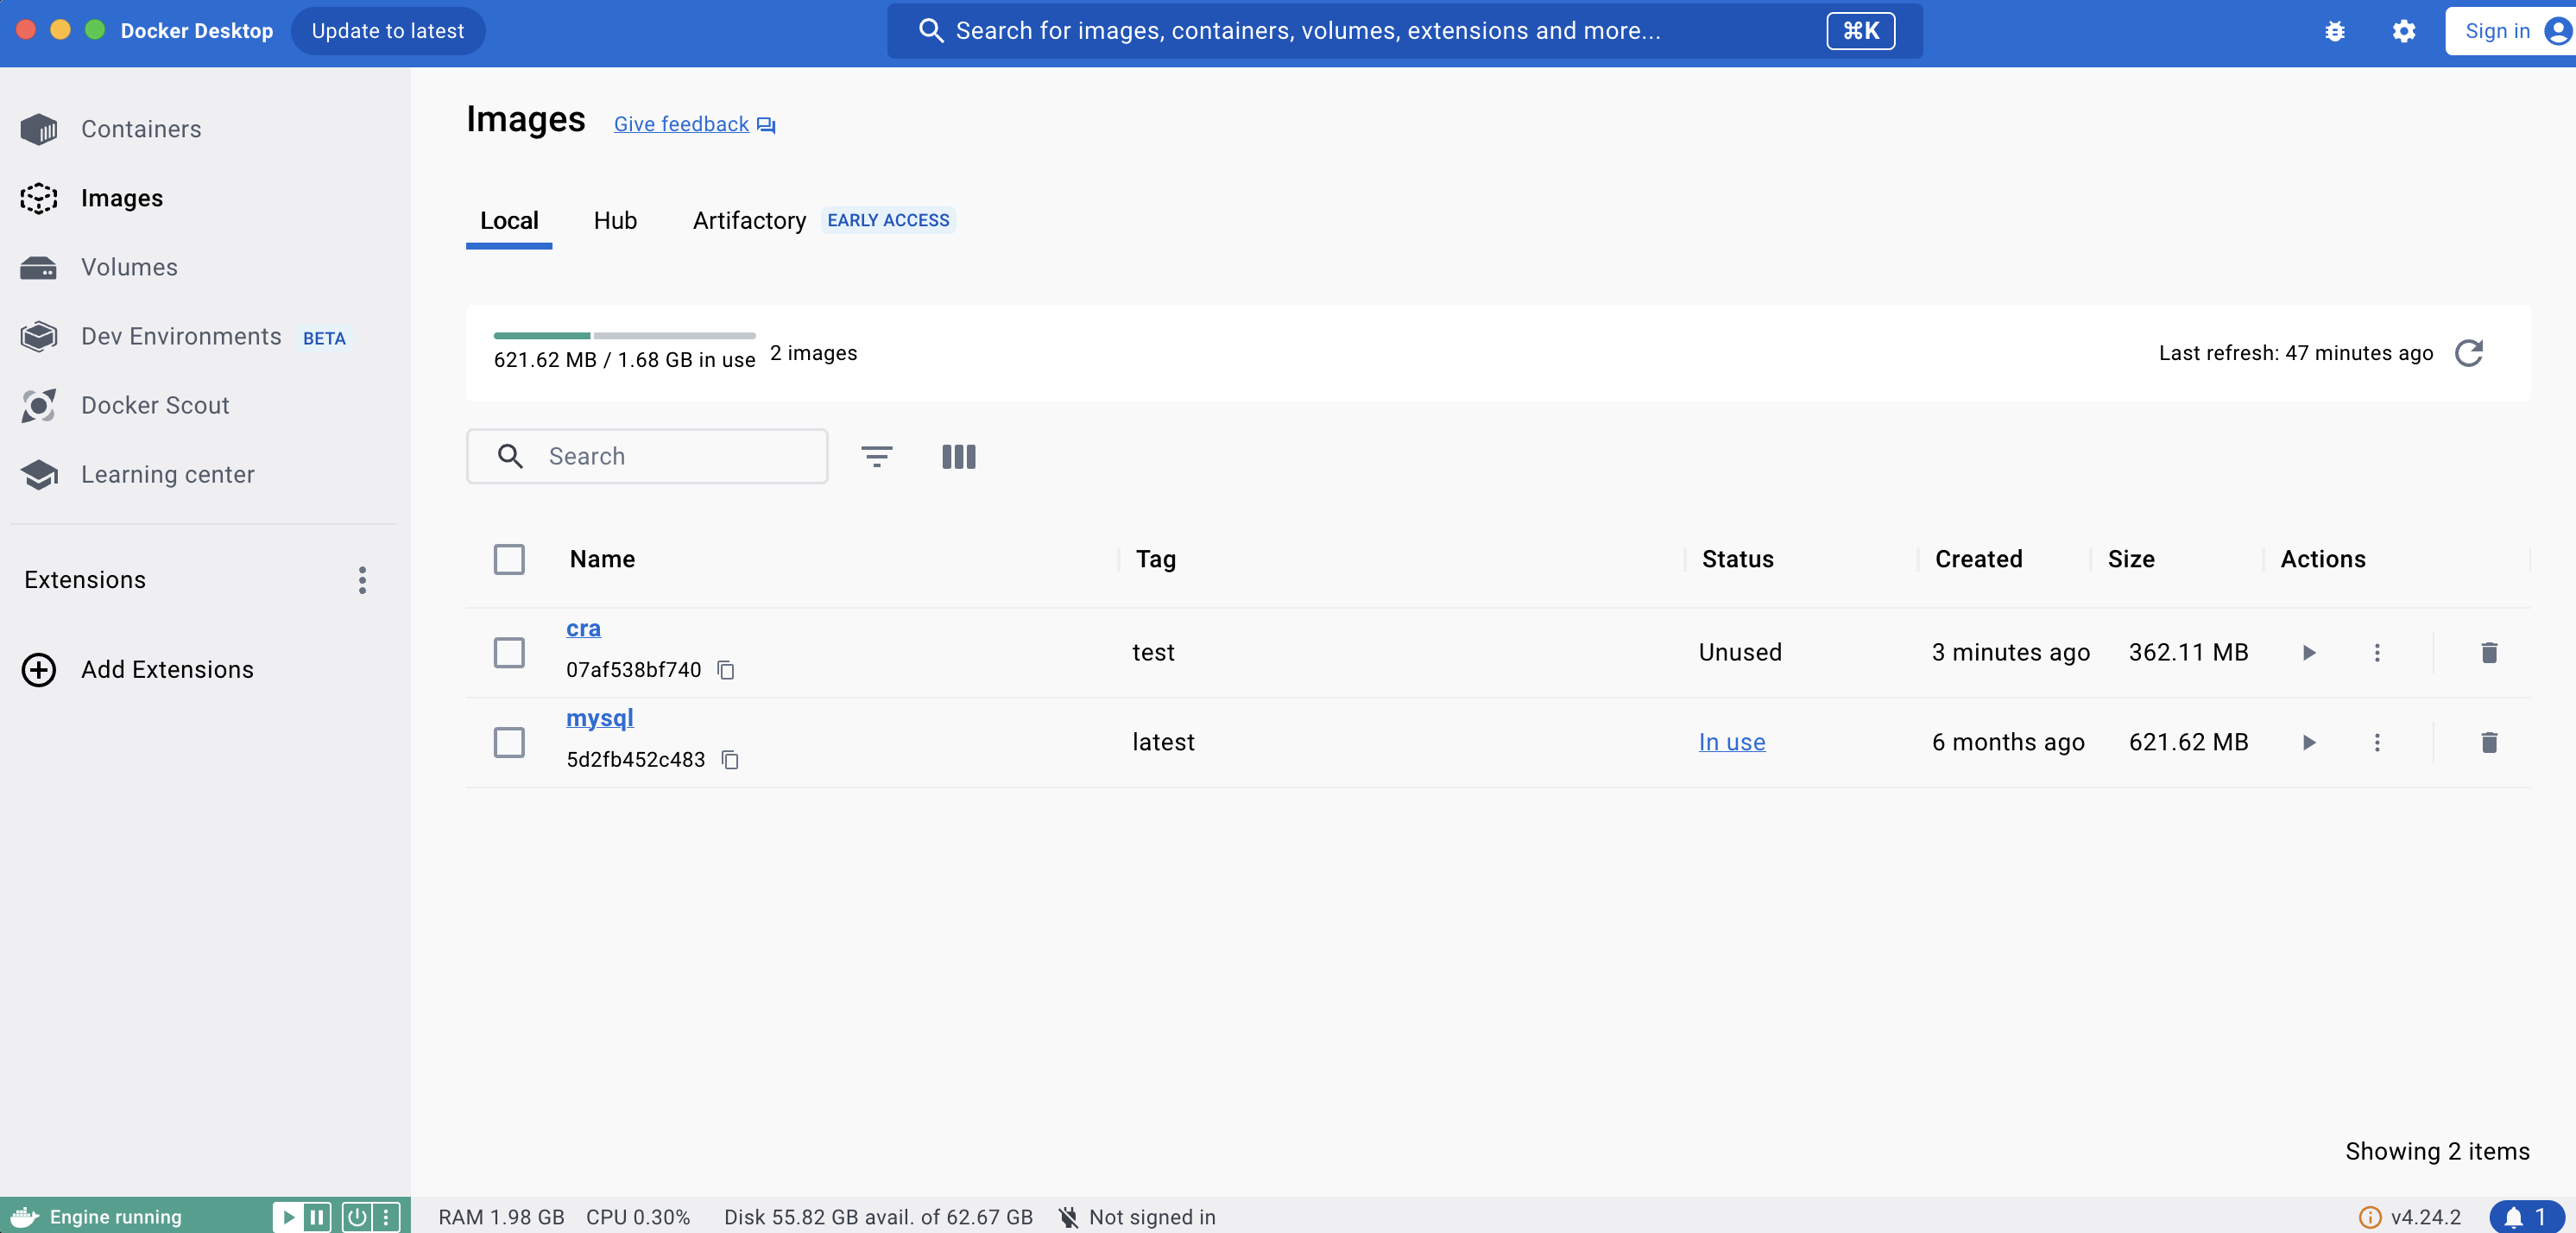 Docker Desktop Update to latest Search for images, containers, volumes, extensions and more... ⌘K Sign in
Containers
Images
Volumes
Dev Environments BETA
Docker Scout
Learning center
Extensions
Add Extensions
Images Give feedback
Local Hub Artifactory EARLY ACCESS
621.62 MB / 1.68 GB in use 2 images Last refresh: 47 minutes ago
Search
Name Tag Status Created Size Actions
cra
07af538bf740 test Unused 3 minutes ago 362.11 MB
mysql
5d2fb452c483 latest In use 6 months ago 621.62 MB
Showing 2 items
Engine running RAM 1.98 GB CPU 0.30% Disk 55.82 GB avail. of 62.67 GB Not signed in v4.24.2 1